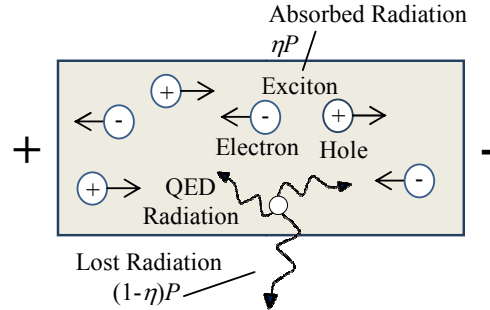 Absorbed Radiation
ηP
Exciton
+
-
-
+
+
-
Electron
Hole
+
-
QED
Radiation
-
Lost Radiation
(1-η)P